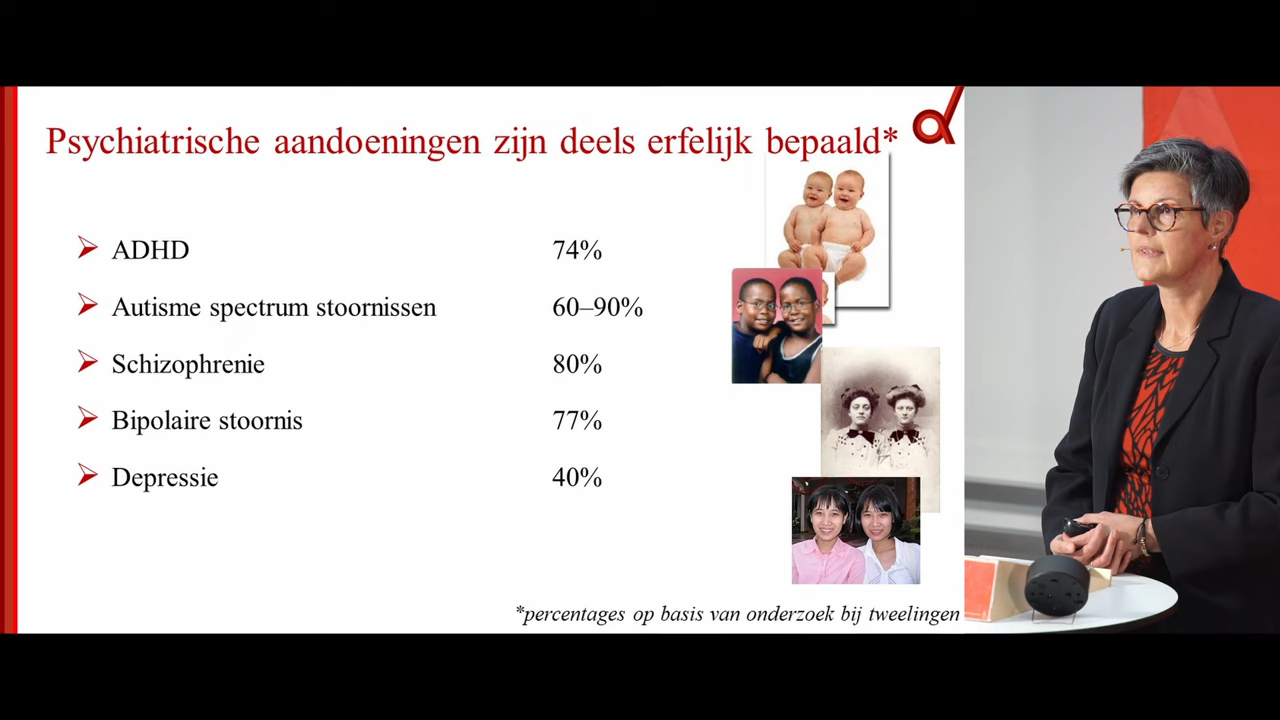 Psychiatrische aandoeningen zijn deels erfelijk bepaald*
ADHD 74%
Autisme spectrum stoornissen 60–90%
Schizophrenie 80%
Bipolaire stoornis 77%
Depressie 40%
*percentages op basis van onderzoek bij tweelingen